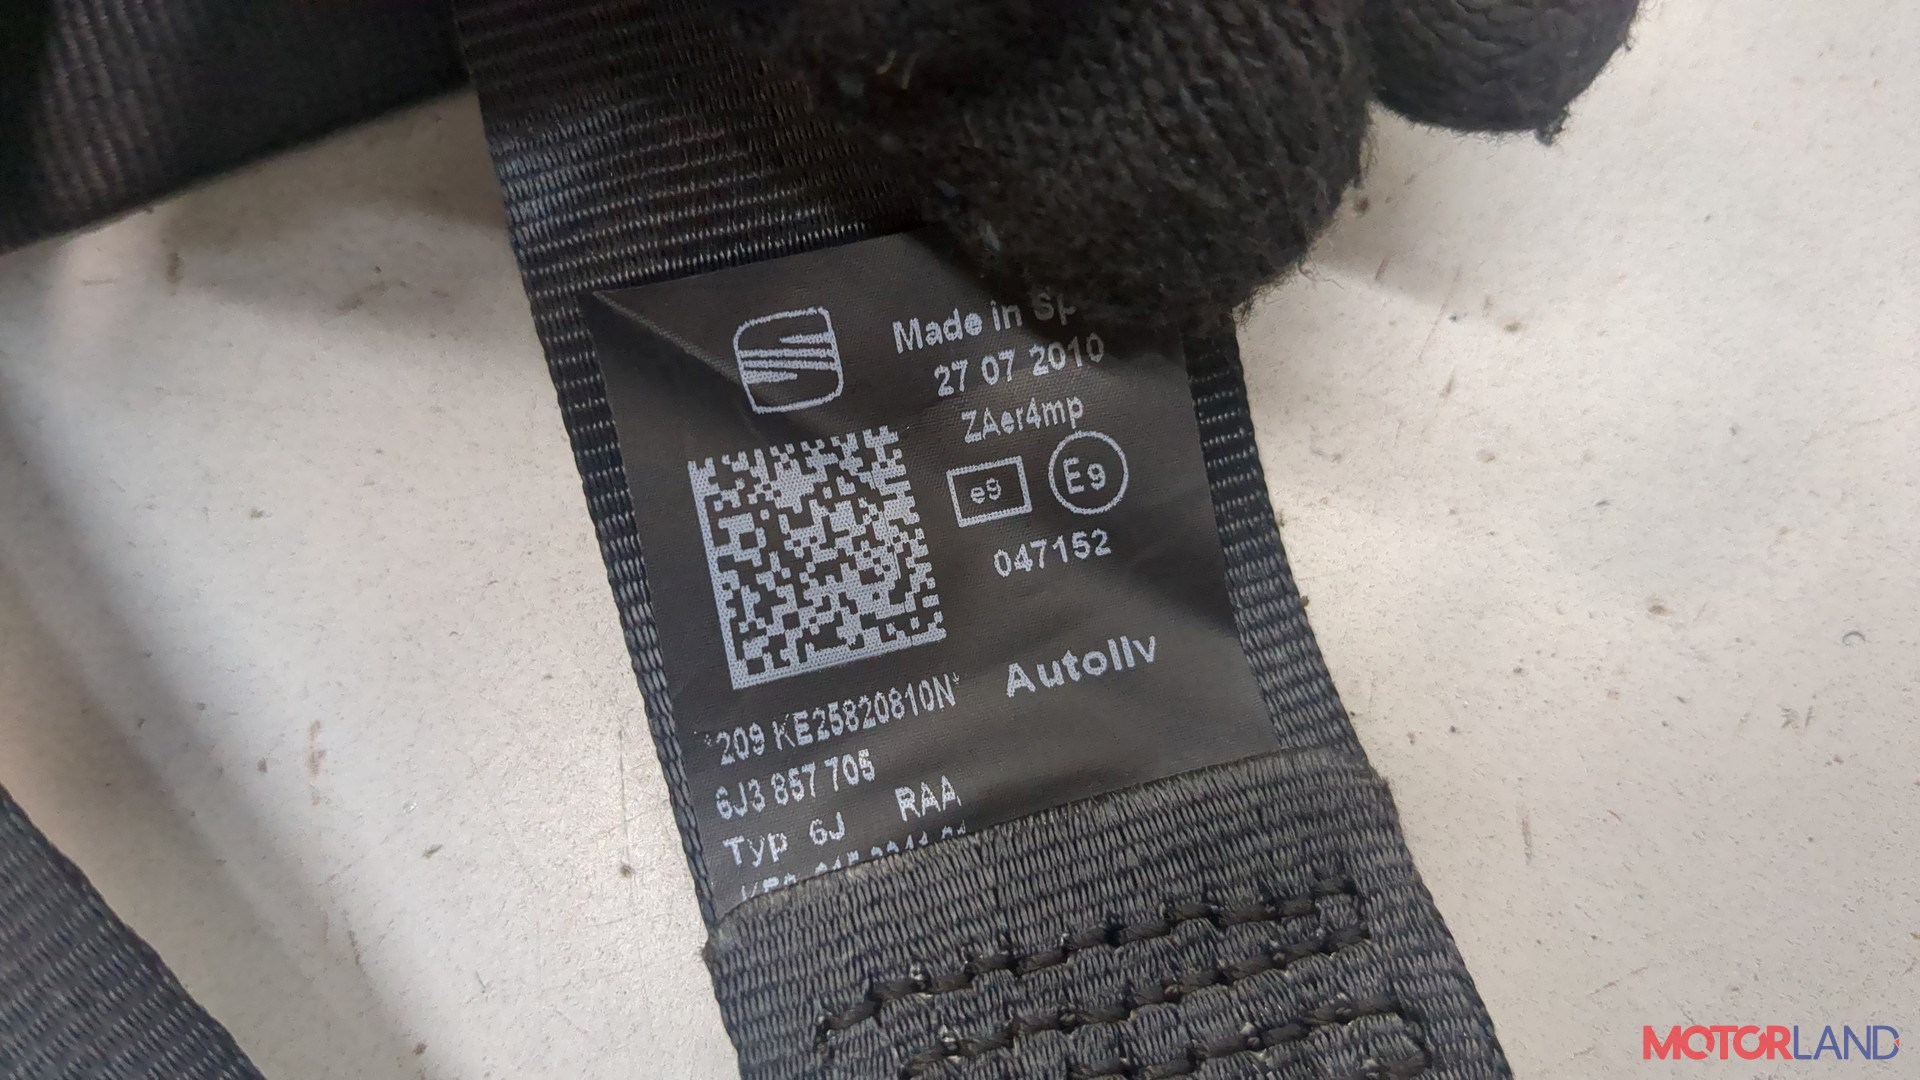 Made in Sp
27 07 2010
ZAer4mp
e9 E9
047152
Autoliv
*209 KE25820810N*
6J3 857 705
RAA
Typ 6J
MOTORLAND